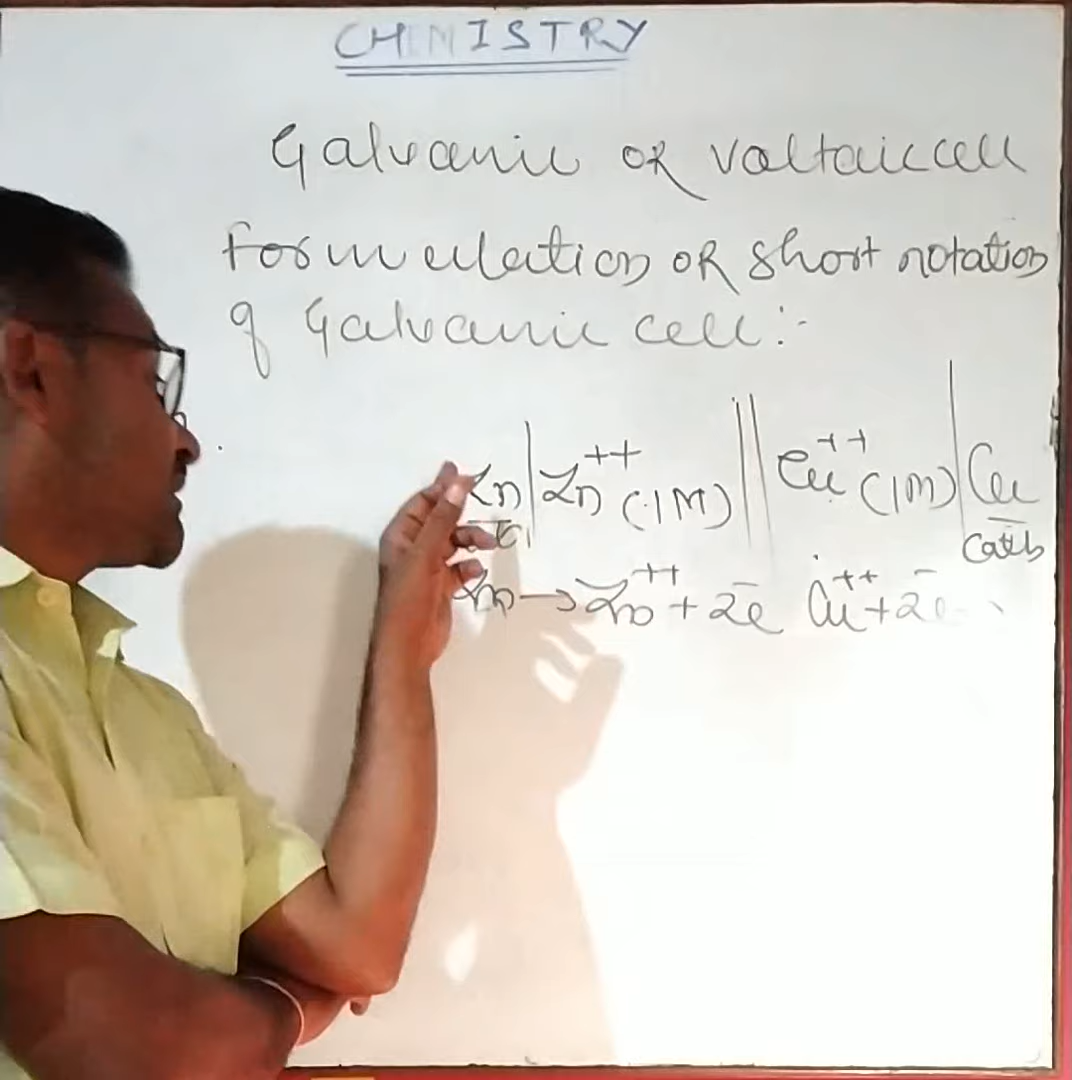 CHEMISTRY
Galvanic OR Voltaic cell
Formulation OR short notation
of Galvanic cell:-
Zn | Zn++ (1M) || Cu++ (1M) | Cu
Cath
Zn → Zn++ + 2e- Cu++ + 2e-